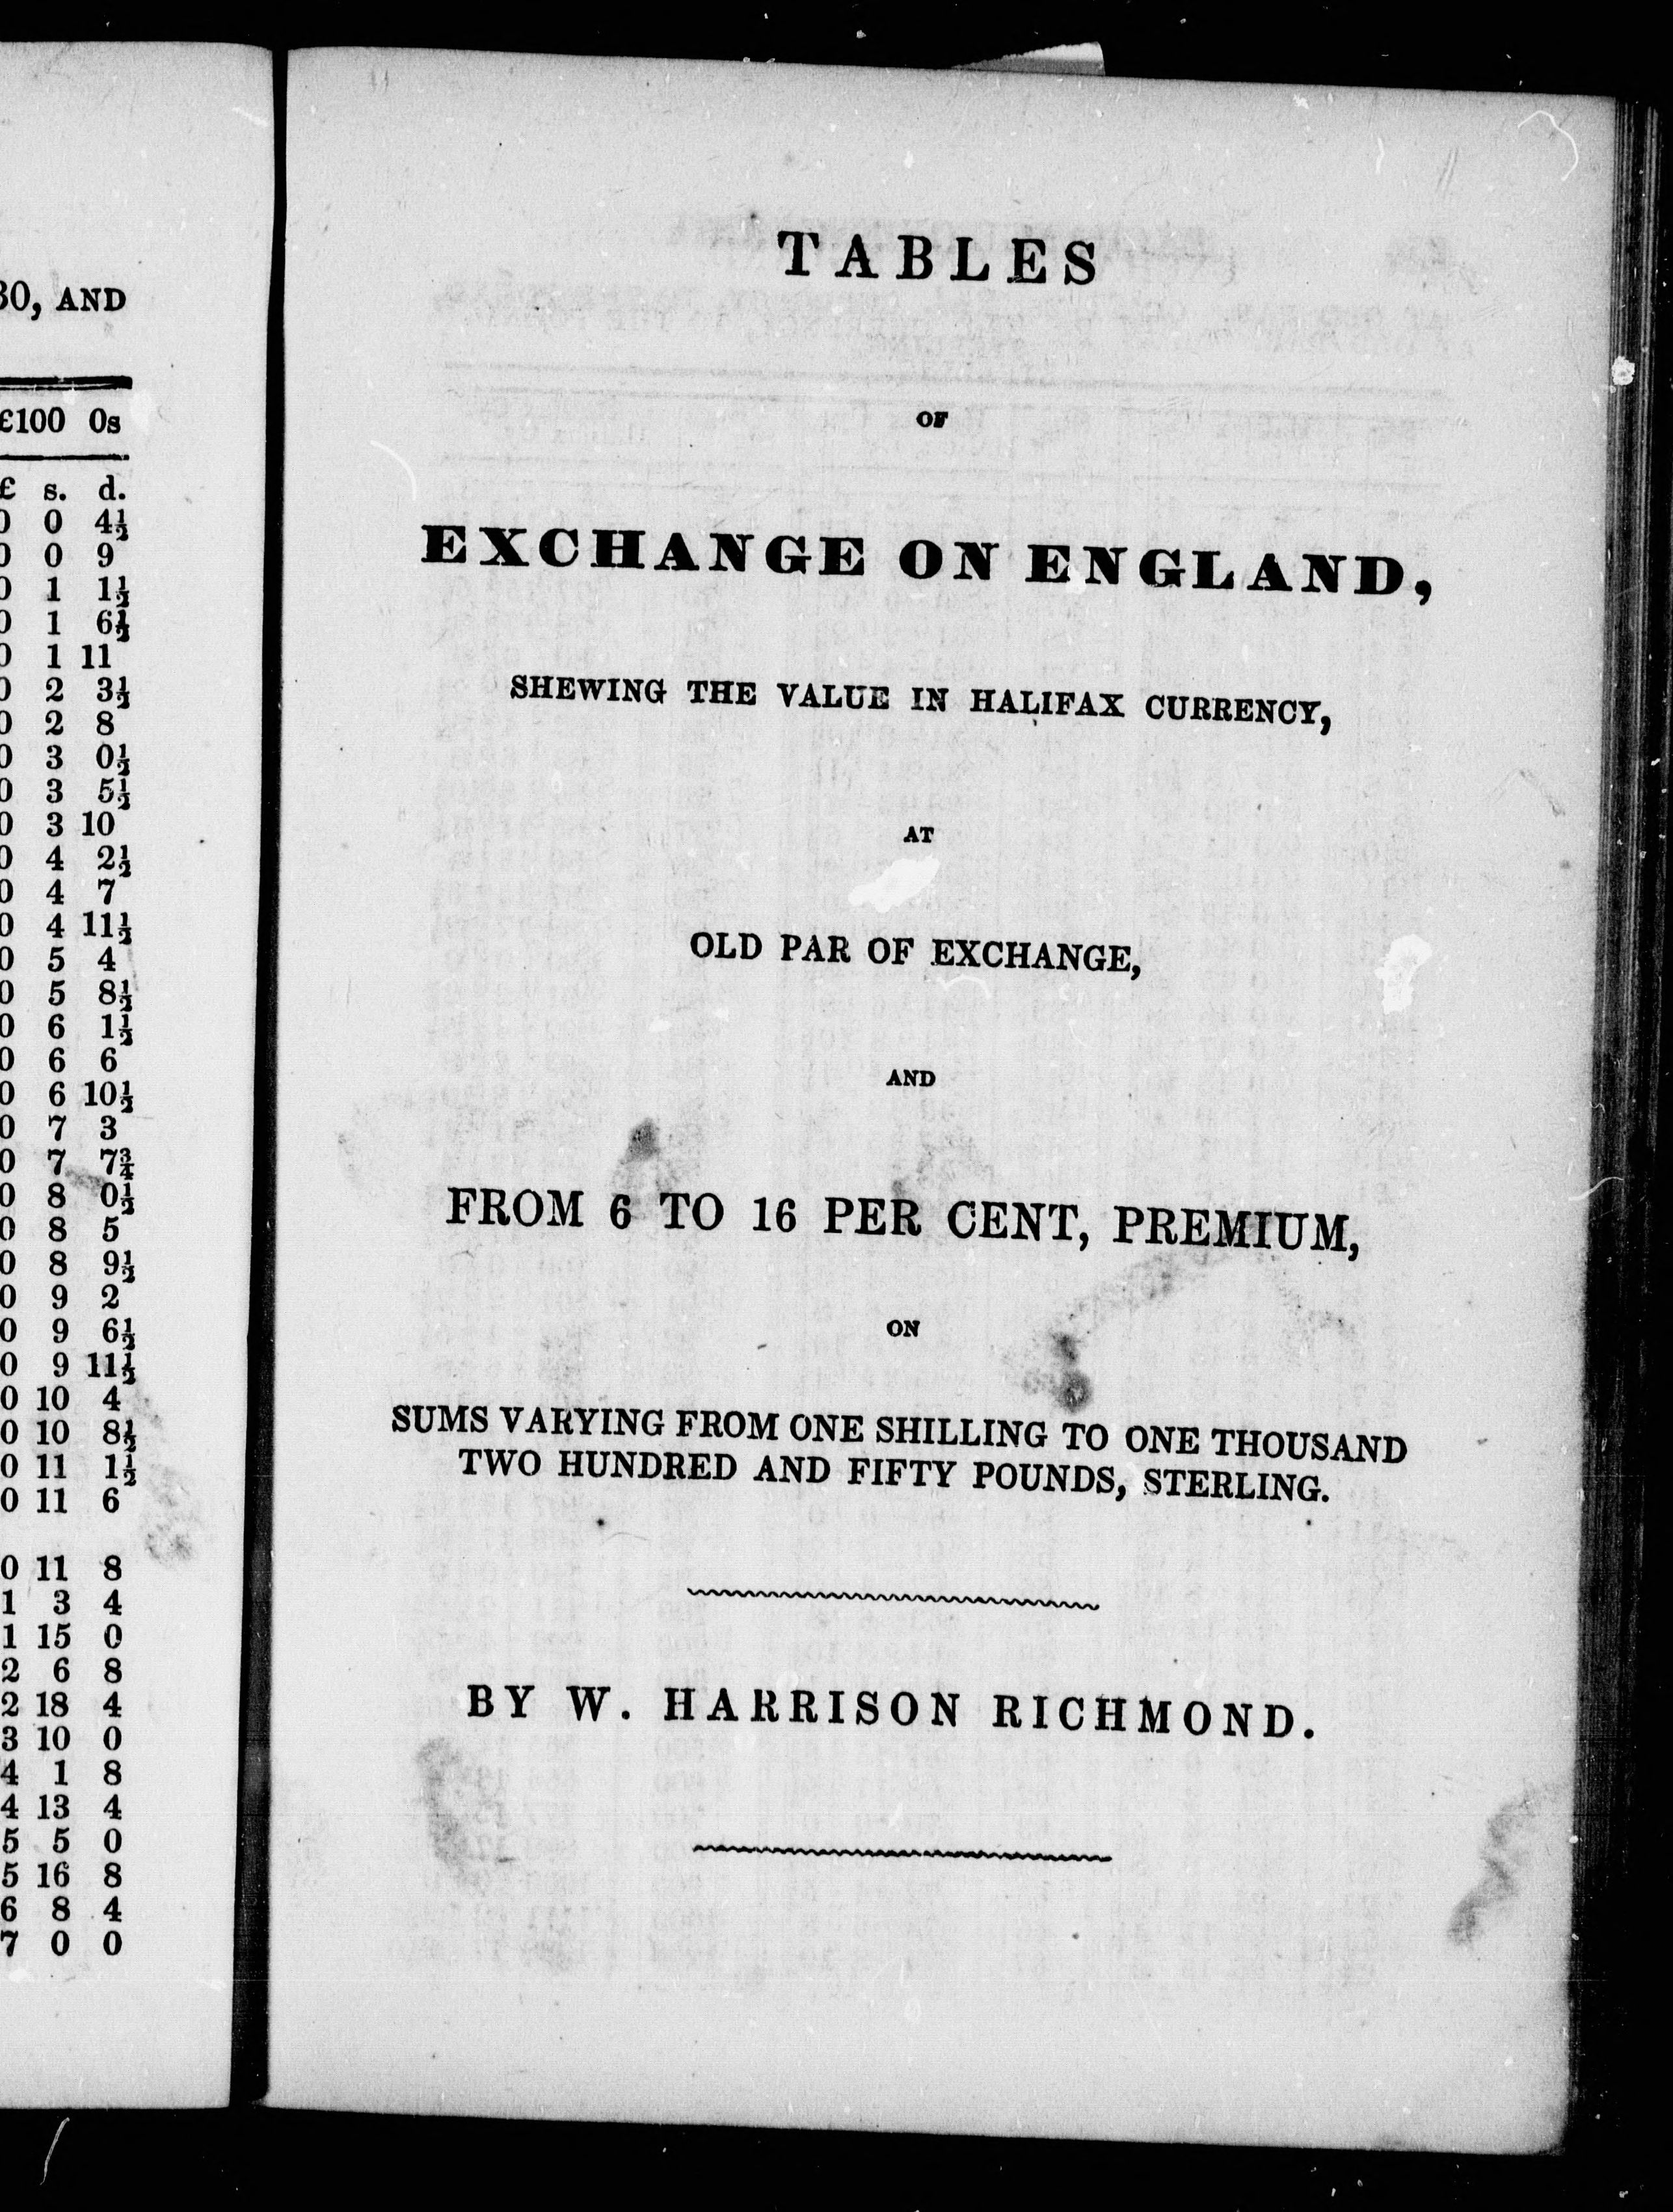 30, AND
£100 0s
£ s. d.
0 0 4½
0 0 9
0 1 1½
0 1 6½
0 1 11
0 2 3½
0 2 8
0 3 0½
0 3 5½
0 3 10
0 4 2½
0 4 7
0 4 11½
0 5 4
0 5 8½
0 6 1½
0 6 6
0 6 10½
0 7 3
0 7 7¾
0 8 0½
0 8 5
0 8 9½
0 9 2
0 9 6½
0 9 11½
0 10 4
0 10 8½
0 11 1½
0 11 6
0 11 8
1 3 4
1 15 0
2 6 8
2 18 4
3 10 0
4 1 8
4 13 4
5 5 0
5 16 8
6 8 4
7 0 0
TABLES
OF
EXCHANGE ON ENGLAND,
SHEWING THE VALUE IN HALIFAX CURRENCY,
AT
OLD PAR OF EXCHANGE,
AND
FROM 6 TO 16 PER CENT, PREMIUM,
ON
SUMS VARYING FROM ONE SHILLING TO ONE THOUSAND
TWO HUNDRED AND FIFTY POUNDS, STERLING.
BY W. HARRISON RICHMOND.